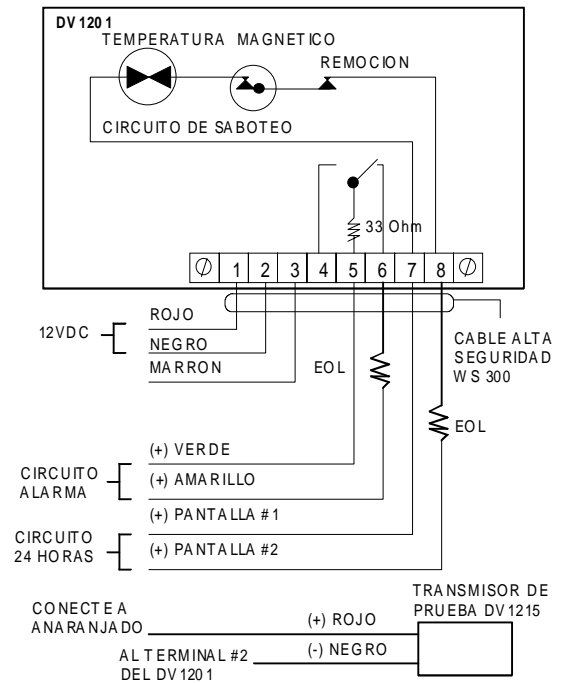 DV 1201
TEMPERATURA MAGNETICO
REMOCION
CIRCUITO DE SABOTEO
33 Ohm
1 2 3 4 5 6 7 8
12VDC
ROJO
NEGRO
MARRON
EOL
CABLE ALTA
SEGURIDAD
WS 300
EOL
CIRCUITO
ALARMA
(+) VERDE
(+) AMARILLO
(+) PANTALLA #1
CIRCUITO
24 HORAS
(+) PANTALLA #2
TRANSMISOR DE
PRUEBA DV1215
CONECTE A
ANARANJADO
(+) ROJO
AL TERMINAL #2
DEL DV1201
(-) NEGRO